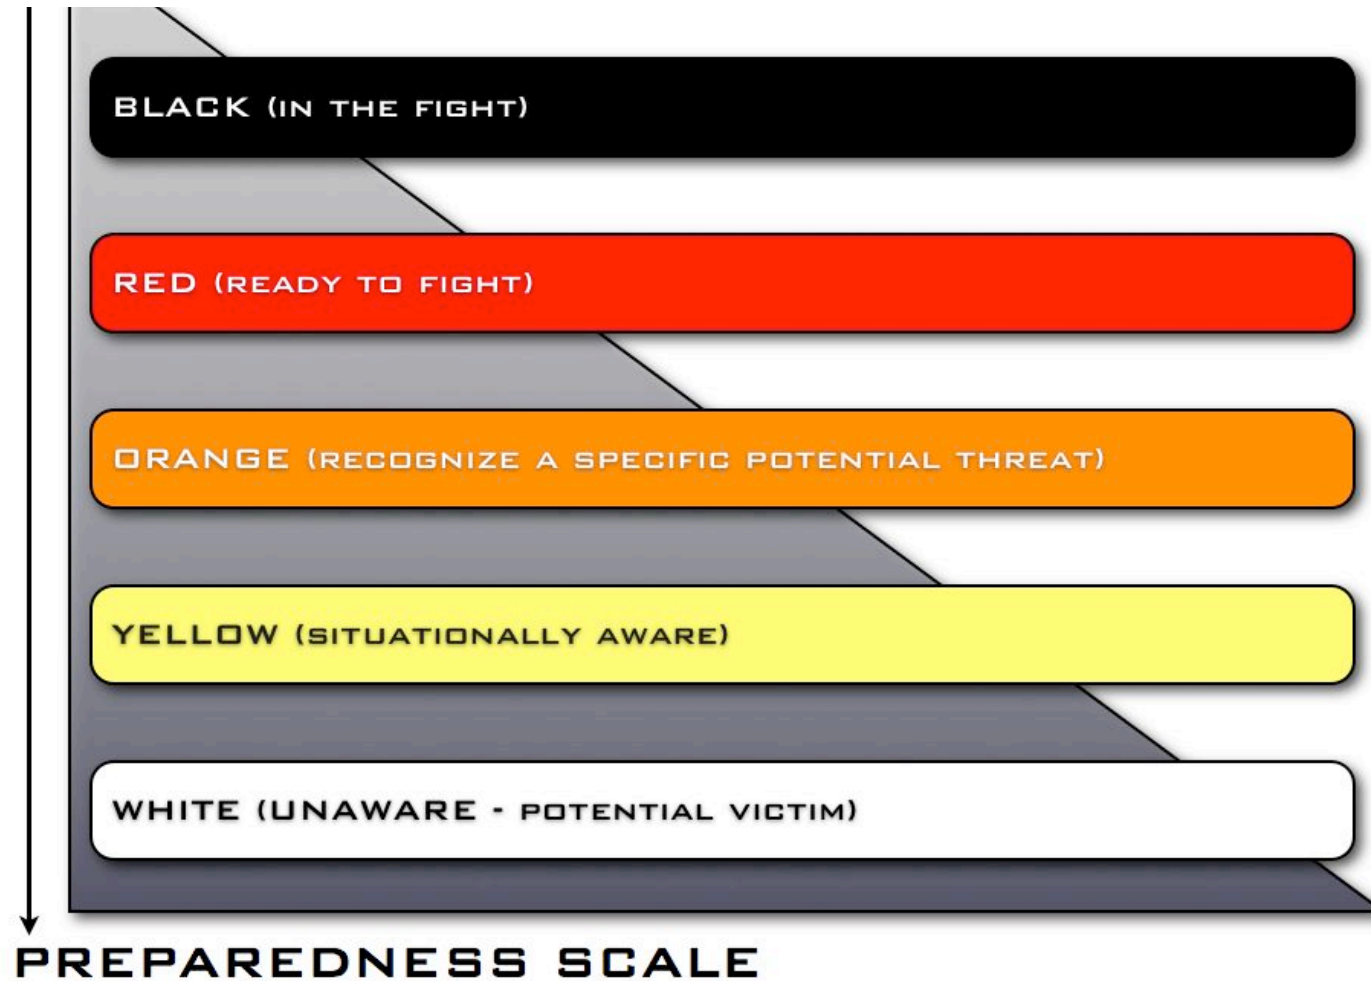 BLACK (IN THE FIGHT)
RED (READY TO FIGHT)
ORANGE (RECOGNIZE A SPECIFIC POTENTIAL THREAT)
YELLOW (SITUATIONALLY AWARE)
WHITE (UNAWARE - POTENTIAL VICTIM)
PREPAREDNESS SCALE